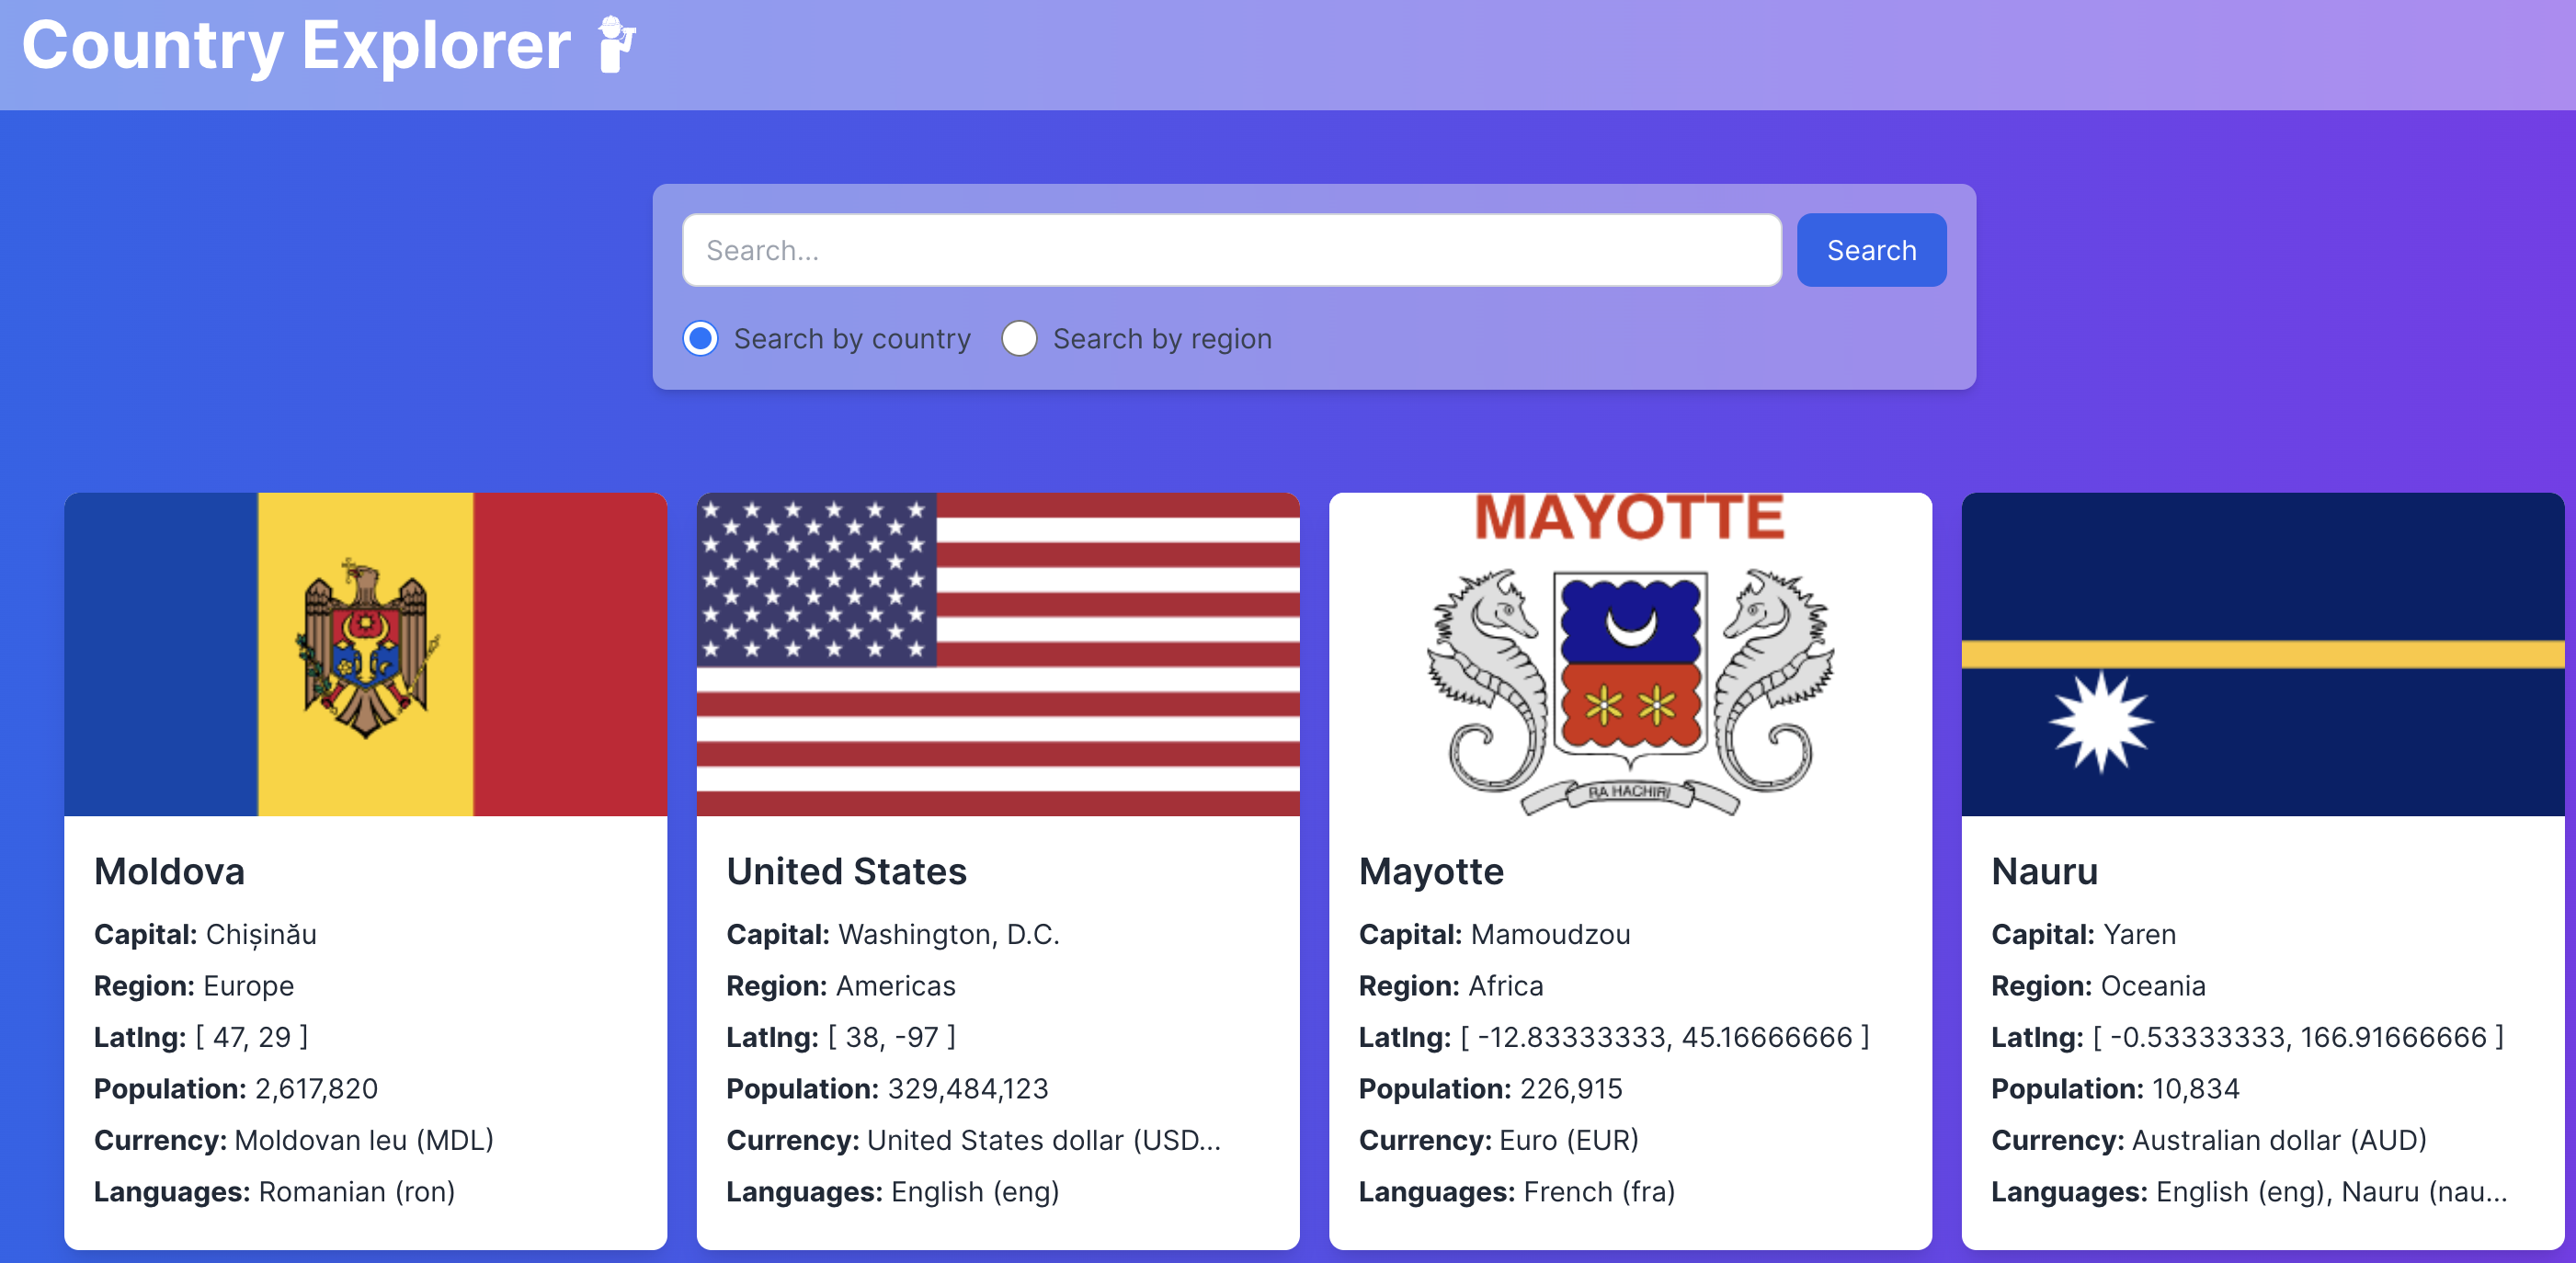 Country Explorer
Search...
Search
Search by country
Search by region
MAYOTTE
RA HACHIRI
Moldova
Capital: Chișinău
Region: Europe
Latlng: [ 47, 29 ]
Population: 2,617,820
Currency: Moldovan leu (MDL)
Languages: Romanian (ron)
United States
Capital: Washington, D.C.
Region: Americas
Latlng: [ 38, -97 ]
Population: 329,484,123
Currency: United States dollar (USD...
Languages: English (eng)
Mayotte
Capital: Mamoudzou
Region: Africa
Latlng: [ -12.83333333, 45.16666666 ]
Population: 226,915
Currency: Euro (EUR)
Languages: French (fra)
Nauru
Capital: Yaren
Region: Oceania
Latlng: [ -0.53333333, 166.91666666 ]
Population: 10,834
Currency: Australian dollar (AUD)
Languages: English (eng), Nauru (nau...